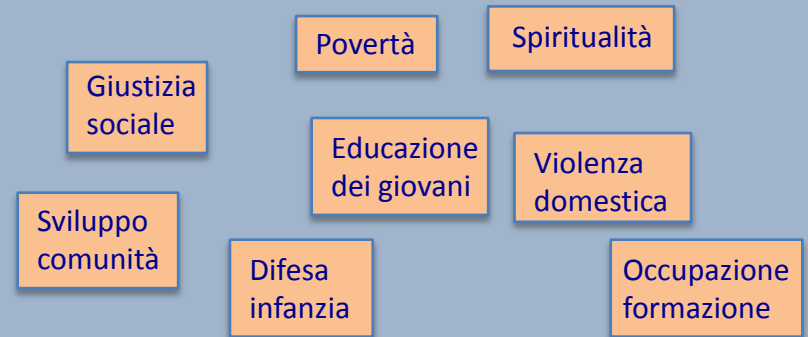 Povertà
Spiritualità
Giustizia
sociale
Educazione
dei giovani
Violenza
domestica
Sviluppo
comunità
Difesa
infanzia
Occupazione
formazione